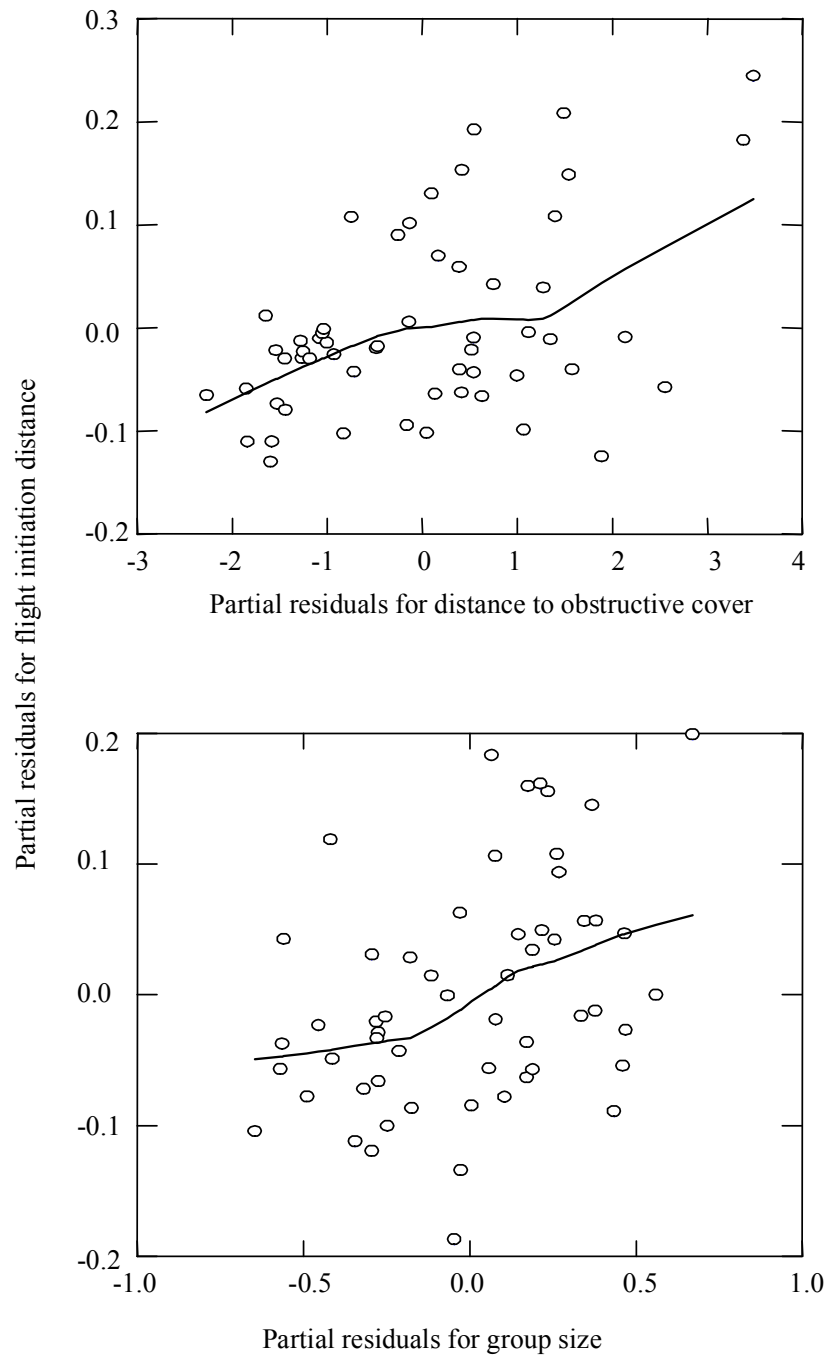 Partial residuals for flight initiation distance
0.3
0.2
0.1
0.0
-0.1
-0.2
-3 -2 -1 0 1 2 3 4
Partial residuals for distance to obstructive cover
0.2
0.1
0.0
-0.1
-0.2
-1.0 -0.5 0.0 0.5 1.0
Partial residuals for group size